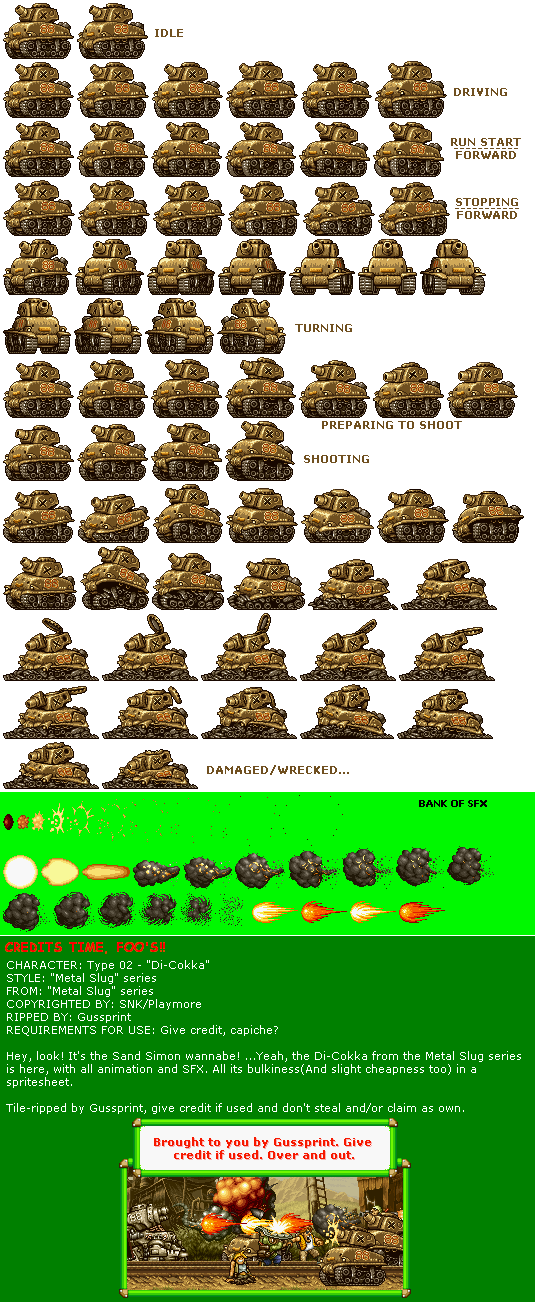 IDLE
DRIVING
RUN START
FORWARD
STOPPING
FORWARD
TURNING
PREPARING TO SHOOT
SHOOTING
DAMAGED/WRECKED...
BANK OF SFX
CREDITS TIME, FOO'S!!
CHARACTER: Type 02 - "Di-Cokka"
STYLE: "Metal Slug" series
FROM: "Metal Slug" series
COPYRIGHTED BY: SNK/Playmore
RIPPED BY: Gussprint
REQUIREMENTS FOR USE: Give credit, capiche?
Hey, look! It's the Sand Simon wannabe! ...Yeah, the Di-Cokka from the Metal Slug series
is here, with all animation and SFX. All its bulkiness(And slight cheapness too) in a
spritesheet.
Tile-ripped by Gussprint, give credit if used and don't steal and/or claim as own.
Brought to you by Gussprint. Give
credit if used. Over and out.